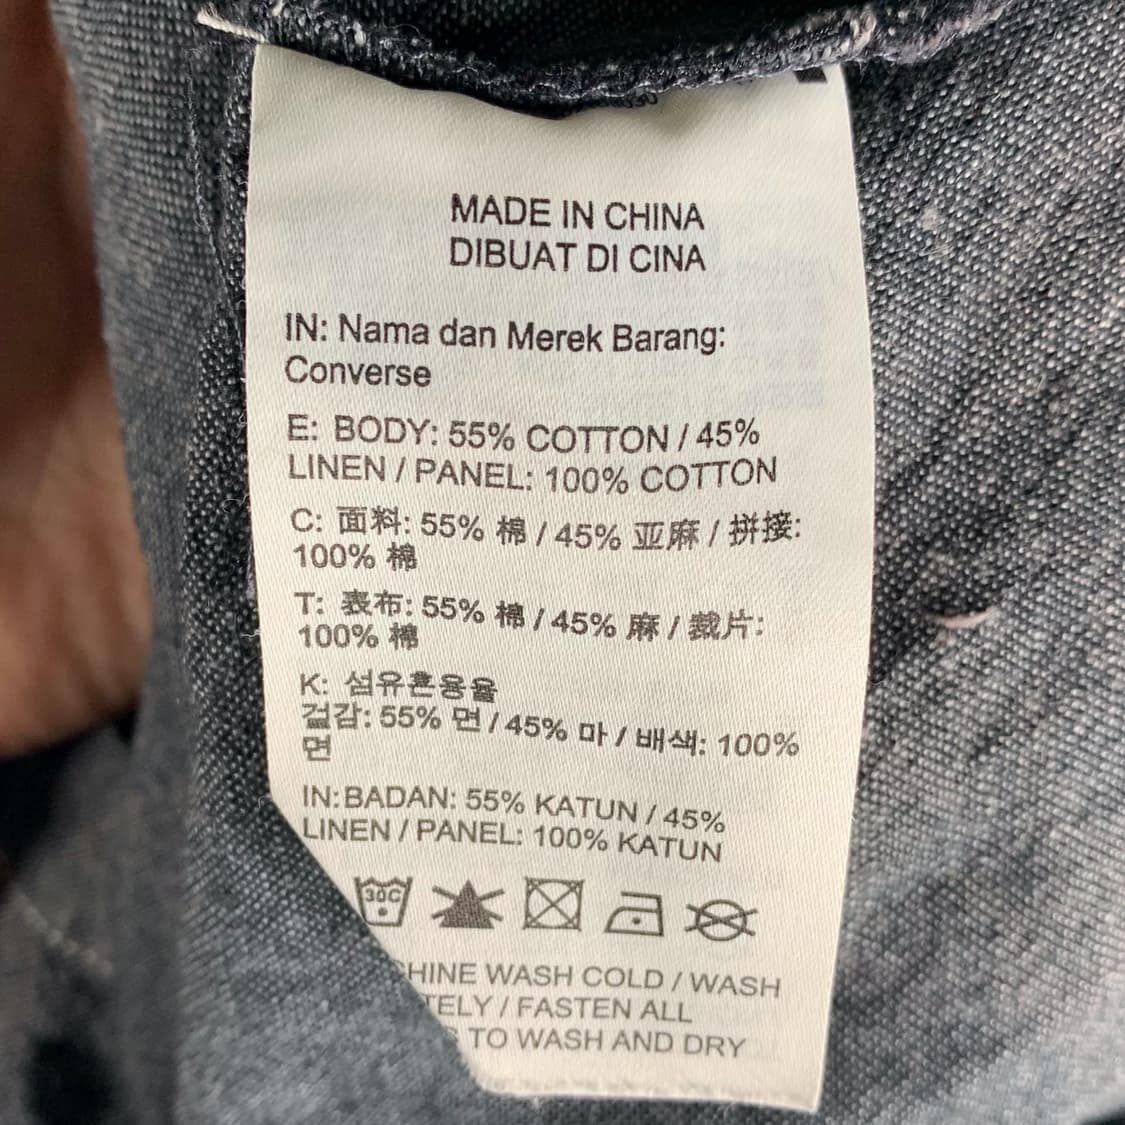 MADE IN CHINA
DIBUAT DI CINA
IN: Nama dan Merek Barang:
Converse
E: BODY: 55% COTTON / 45%
LINEN / PANEL: 100% COTTON
C: 面料: 55% 棉 / 45% 亚麻 / 拼接:
100% 棉
T: 表布: 55% 棉 / 45% 麻 / 裁片:
100% 棉
K: 섬유혼용율
겉감: 55% 면 / 45% 마 / 배색: 100%
면
IN: BADAN: 55% KATUN / 45%
LINEN / PANEL: 100% KATUN
30C
HINE WASH COLD / WASH
TELY / FASTEN ALL
TO WASH AND DRY